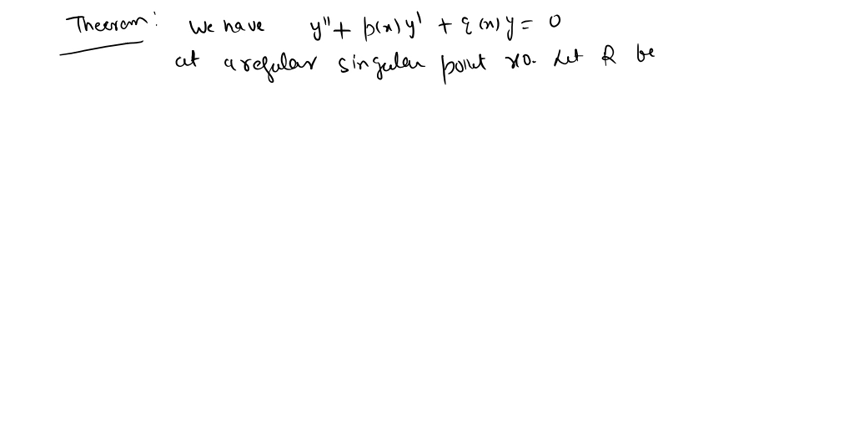 Theorem: We have y'' + p(x)y' + q(x)y = 0
at a regular singular point x0. Let R be